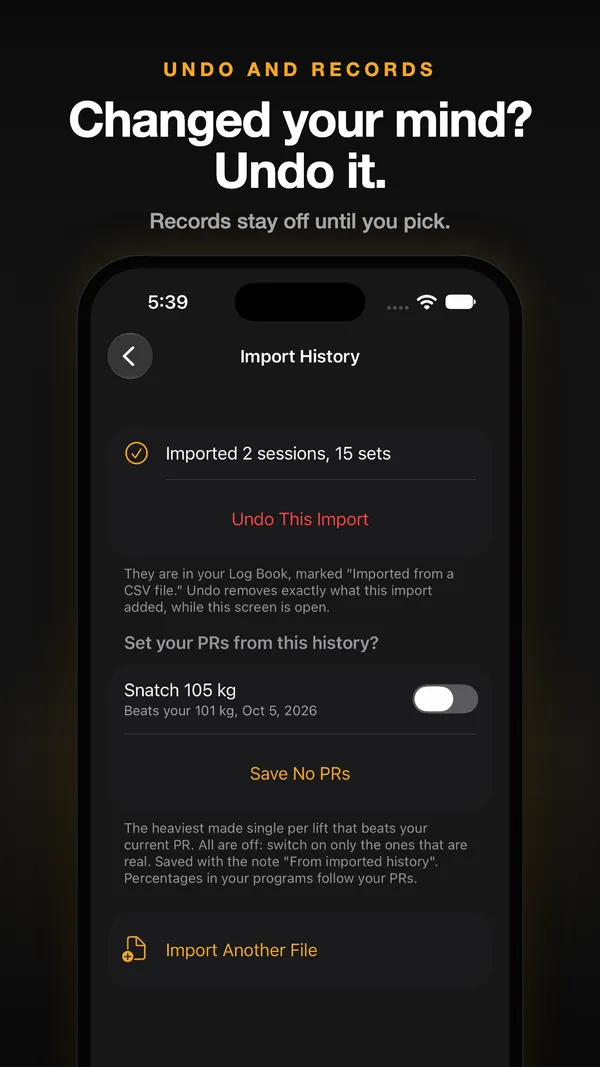 UNDO AND RECORDS
Changed your mind?
Undo it.
Records stay off until you pick.
5:39
Import History
Imported 2 sessions, 15 sets
Undo This Import
They are in your Log Book, marked "Imported from a
CSV file." Undo removes exactly what this import
added, while this screen is open.
Set your PRs from this history?
Snatch 105 kg
Beats your 101 kg, Oct 5, 2026
Save No PRs
The heaviest made single per lift that beats your
current PR. All are off: switch on only the ones that are
real. Saved with the note "From imported history".
Percentages in your programs follow your PRs.
Import Another File